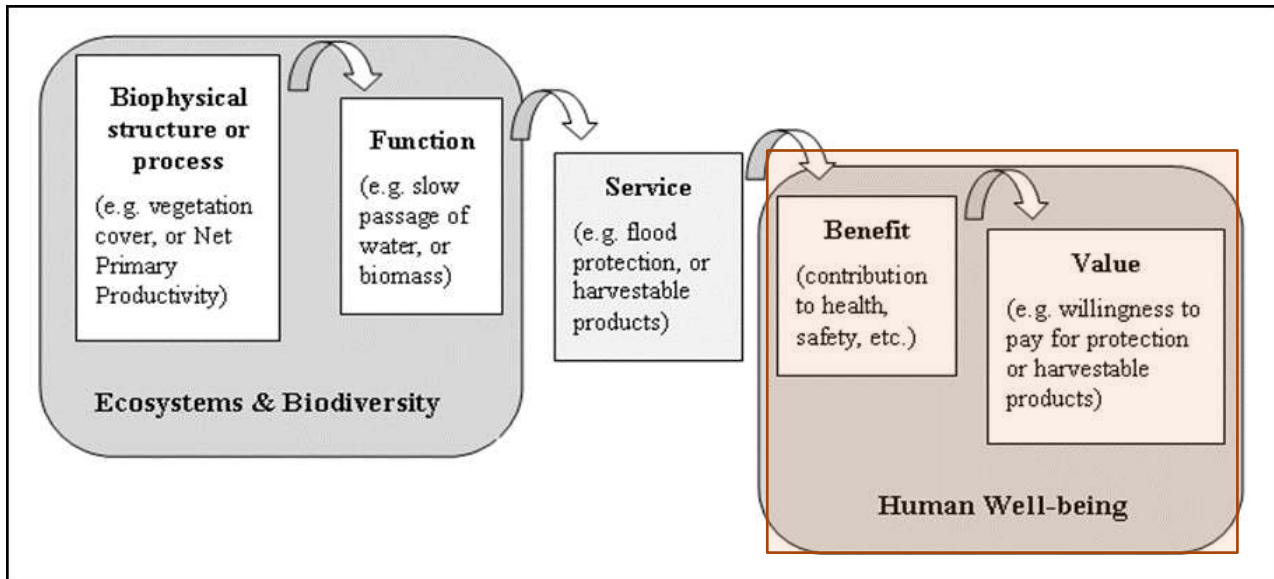 Biophysical
structure or
process
(e.g. vegetation
cover, or Net
Primary
Productivity)
Function
(e.g. slow
passage of
water, or
biomass)
Ecosystems & Biodiversity
Service
(e.g. flood
protection, or
harvestable
products)
Benefit
(contribution
to health,
safety, etc.)
Value
(e.g. willingness to
pay for protection
or harvestable
products)
Human Well-being